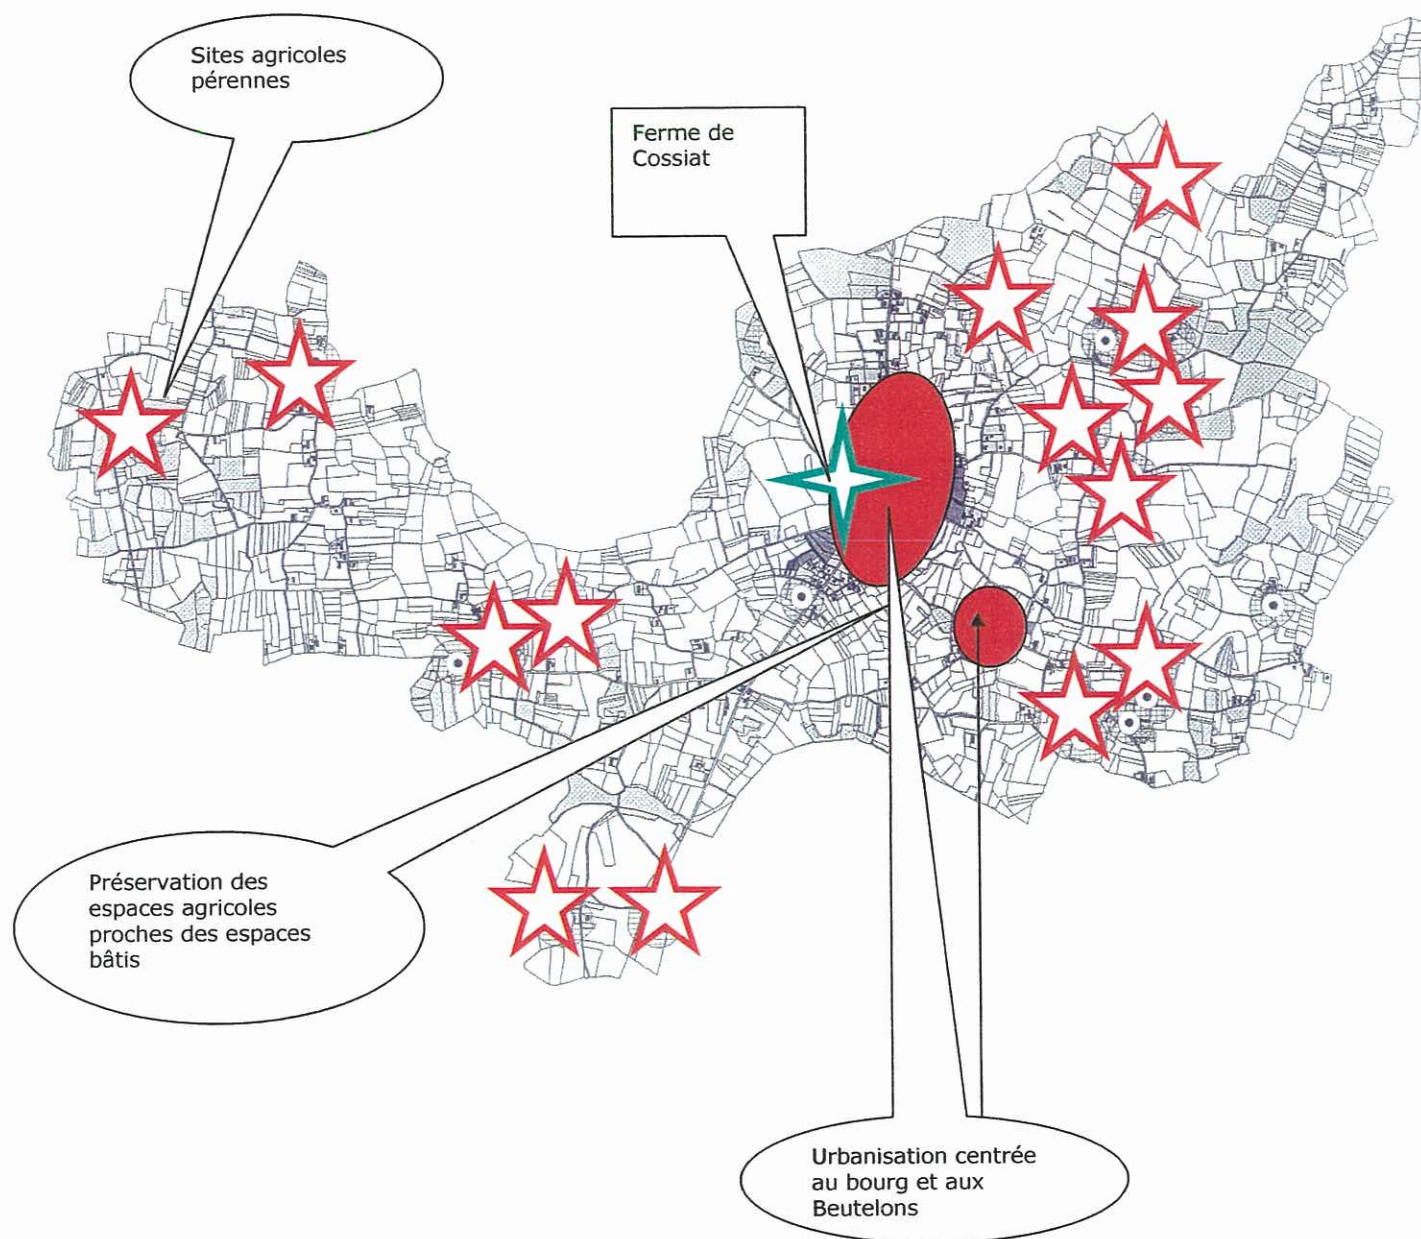 Sites agricoles
pérennes
Ferme de
Cossiat
Préservation des
espaces agricoles
proches des espaces
bâtis
Urbanisation centrée
au bourg et aux
Beutelons